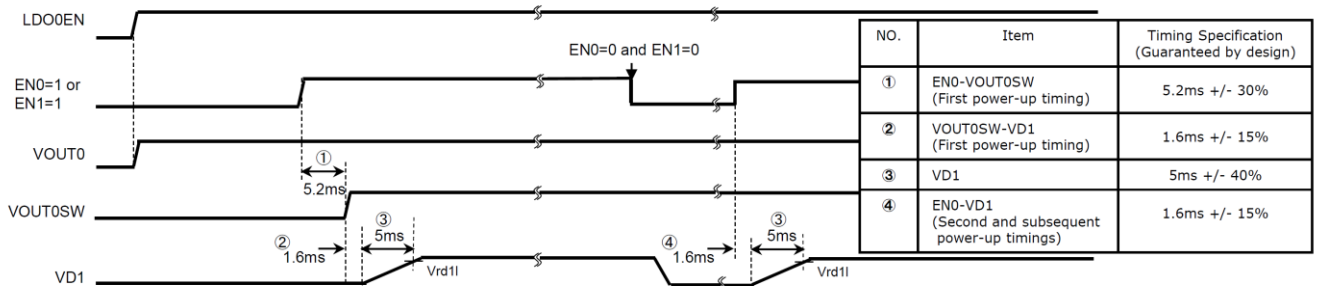 LDO0EN
EN0=0 and EN1=0
EN0=1 or
EN1=1
VOUT0
①
5.2ms
VOUT0SW
②
1.6ms
③
5ms
④
1.6ms
③
5ms
VD1
Vrd1l
Vrd1l
NO.
Item
Timing Specification
(Guaranteed by design)
①
EN0-VOUT0SW
(First power-up timing)
5.2ms +/- 30%
②
VOUT0SW-VD1
(First power-up timing)
1.6ms +/- 15%
③
VD1
5ms +/- 40%
④
EN0-VD1
(Second and subsequent
power-up timings)
1.6ms +/- 15%